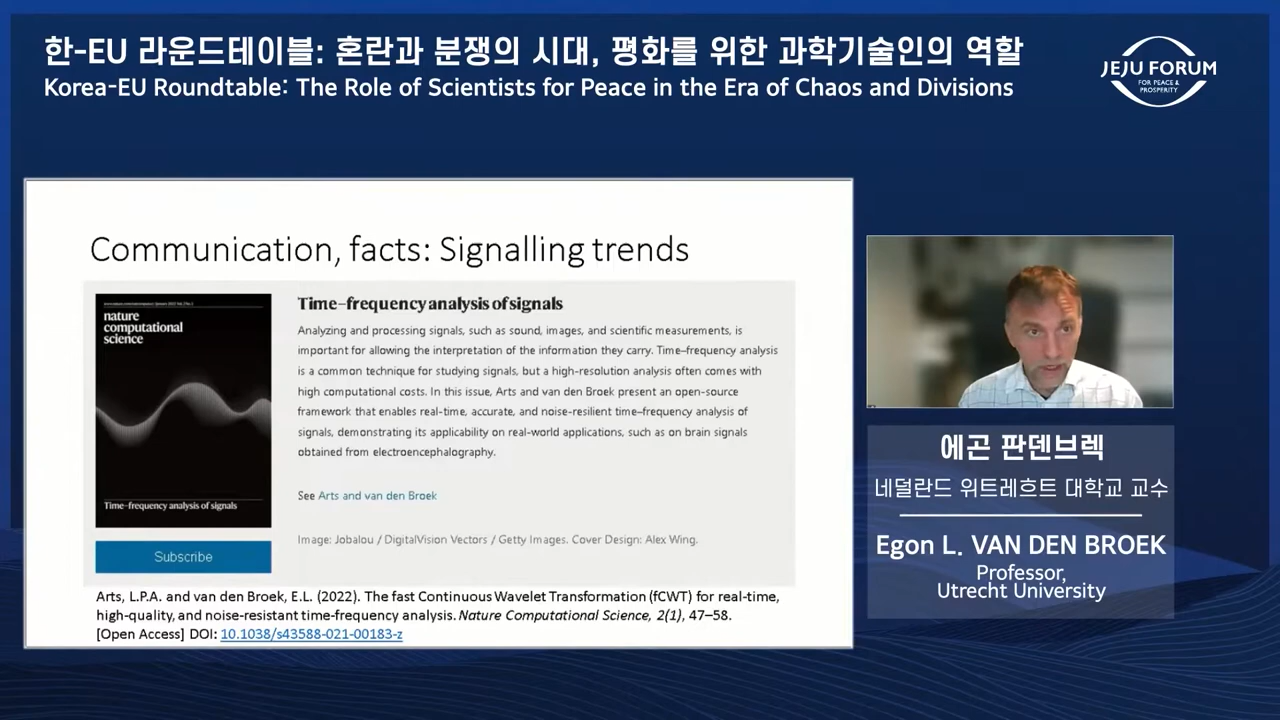 한-EU 라운드테이블: 혼란과 분쟁의 시대, 평화를 위한 과학기술인의 역할
Korea-EU Roundtable: The Role of Scientists for Peace in the Era of Chaos and Divisions
JEJU FORUM
FOR PEACE &
PROSPERITY
Communication, facts: Signalling trends
nature
computational
science
Time–frequency analysis of signals
Subscribe
Time–frequency analysis of signals
Analyzing and processing signals, such as sound, images, and scientific measurements, is
important for allowing the interpretation of the information they carry. Time–frequency analysis
is a common technique for studying signals, but a high-resolution analysis often comes with
high computational costs. In this issue, Arts and van den Broek present an open-source
framework that enables real-time, accurate, and noise-resilient time–frequency analysis of
signals, demonstrating its applicability on real-world applications, such as on brain signals
obtained from electroencephalography.
See Arts and van den Broek
Image: Jobalou / DigitalVision Vectors / Getty Images. Cover Design: Alex Wing.
Arts, L.P.A. and van den Broek, E.L. (2022). The fast Continuous Wavelet Transformation (fCWT) for real-time,
high-quality, and noise-resistant time-frequency analysis. Nature Computational Science, 2(1), 47–58.
[Open Access] DOI: 10.1038/s43588-021-00183-z
에곤 판덴브렉
네덜란드 위트레흐트 대학교 교수
Egon L. VAN DEN BROEK
Professor,
Utrecht University